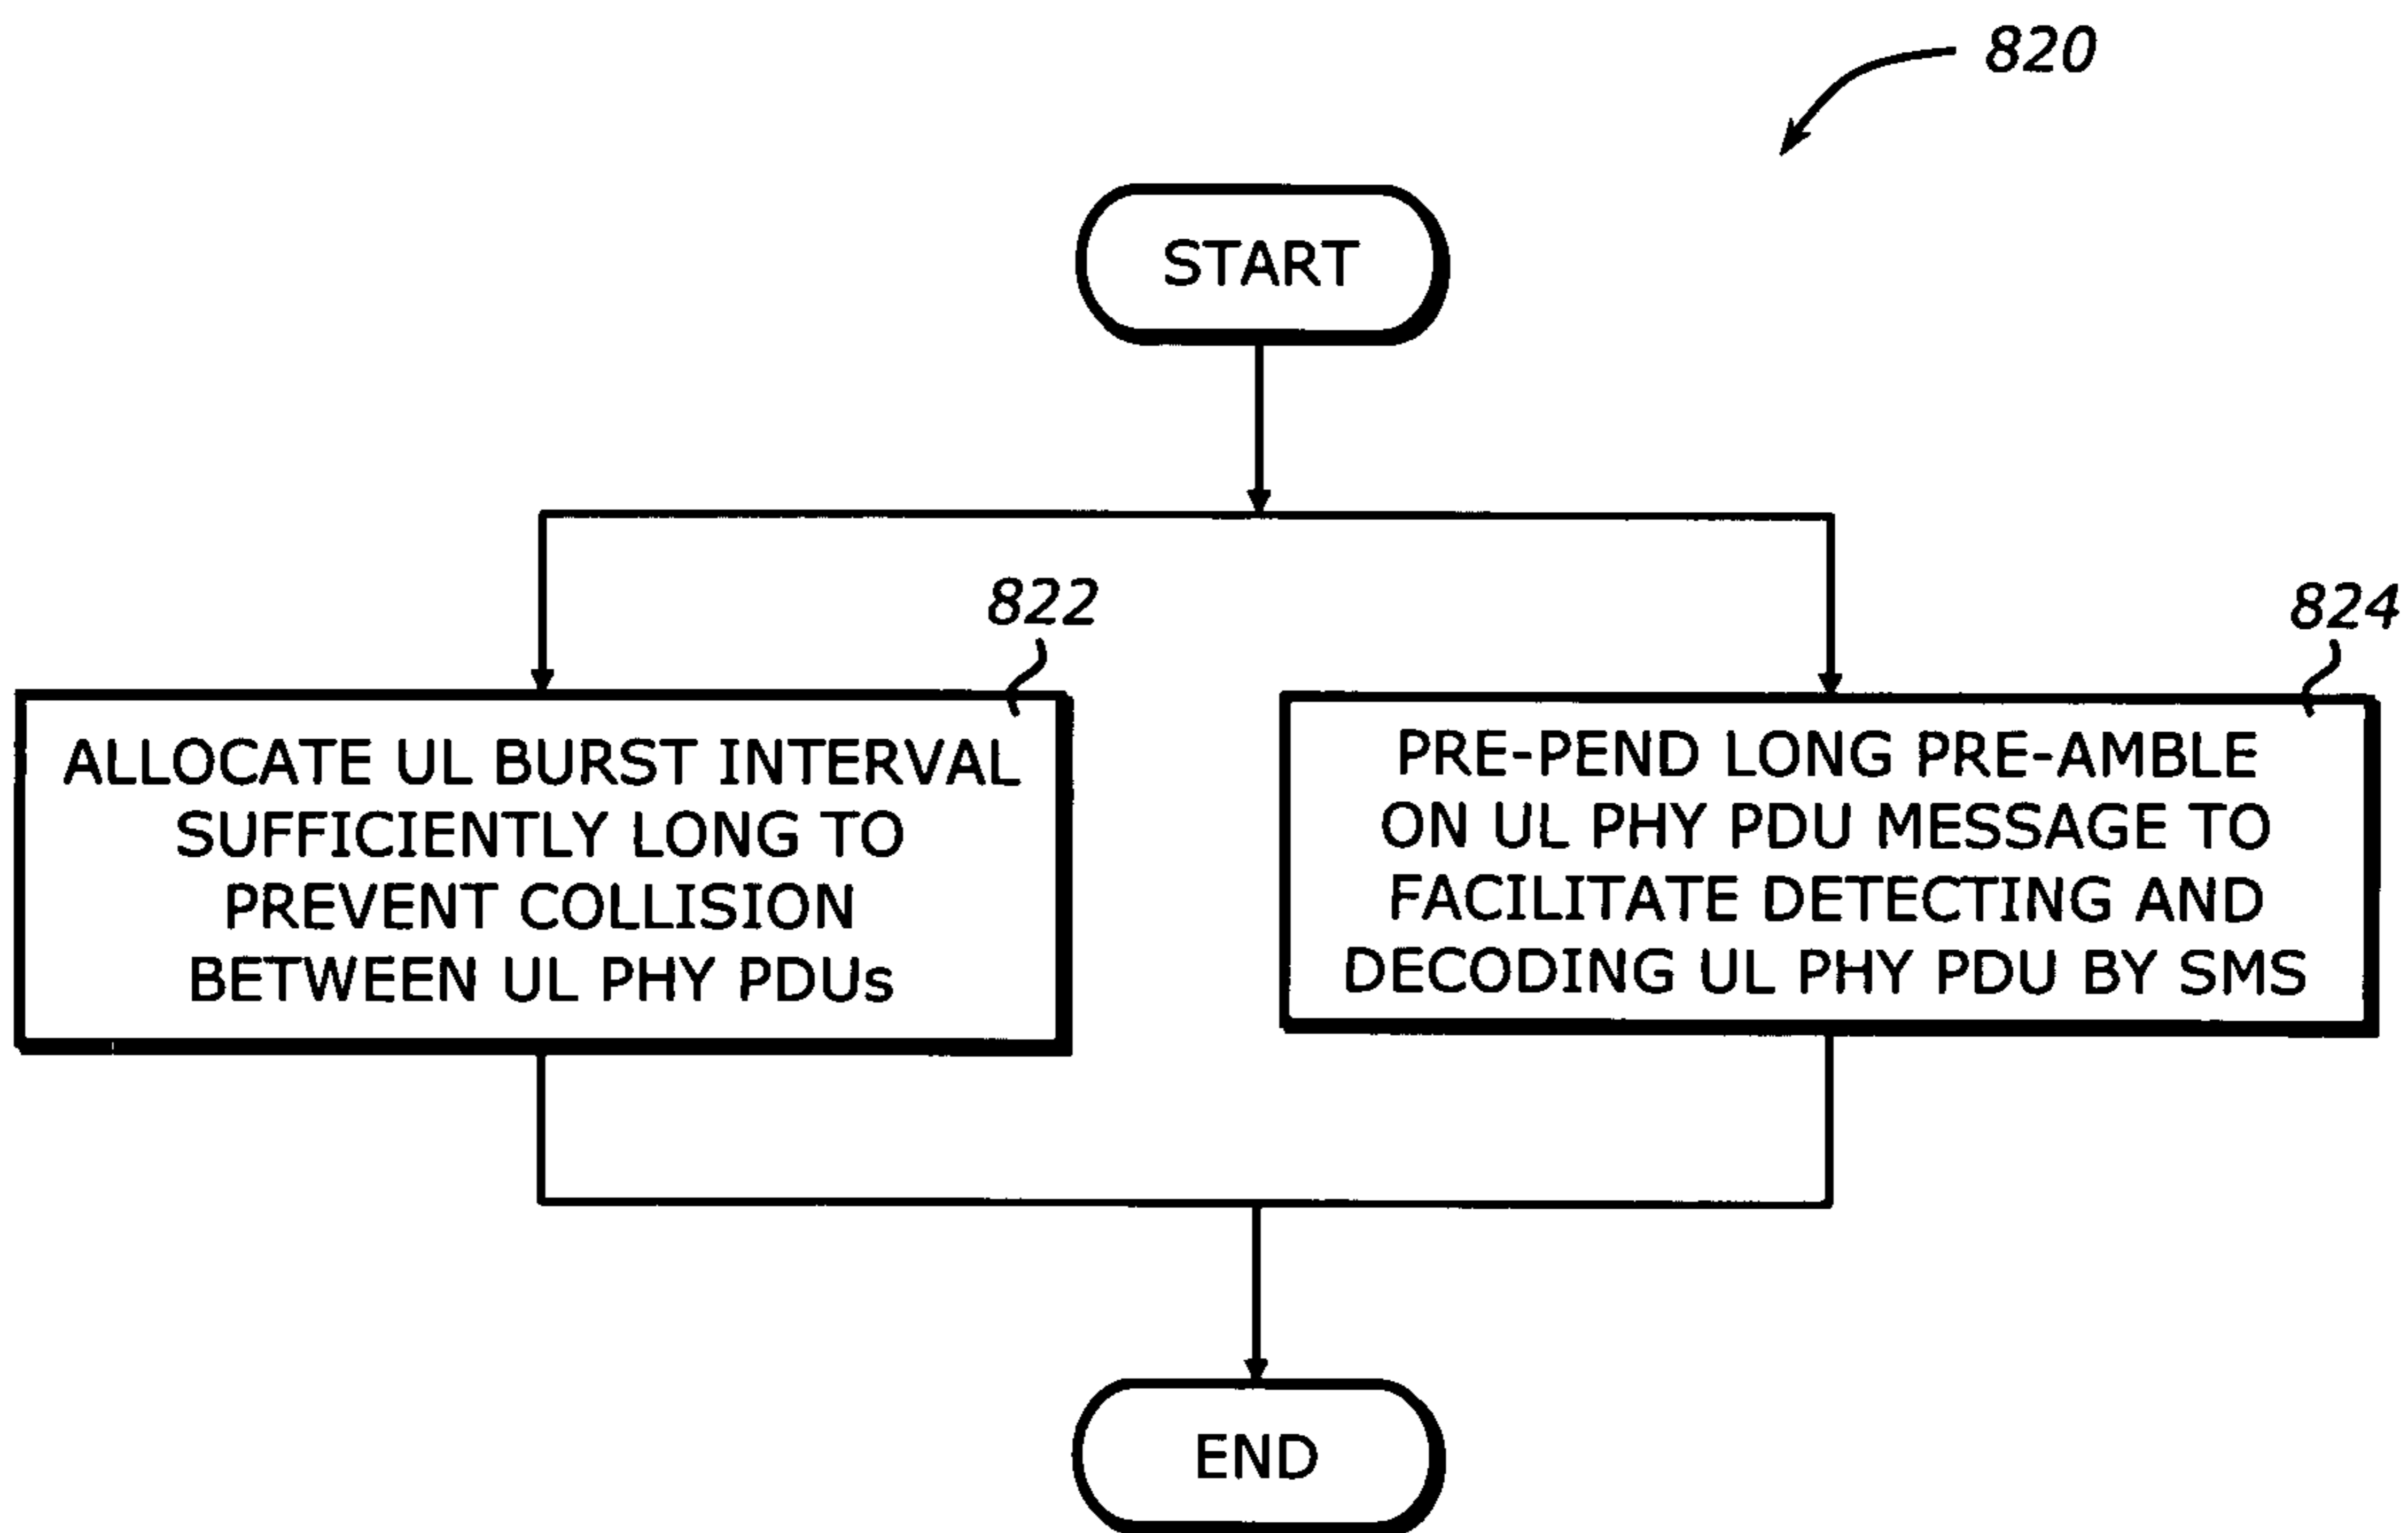 820
START
822
ALLOCATE UL BURST INTERVAL
SUFFICIENTLY LONG TO
PREVENT COLLISION
BETWEEN UL PHY PDUs
824
PRE-PEND LONG PRE-AMBLE
ON UL PHY PDU MESSAGE TO
FACILITATE DETECTING AND
DECODING UL PHY PDU BY SMS
END